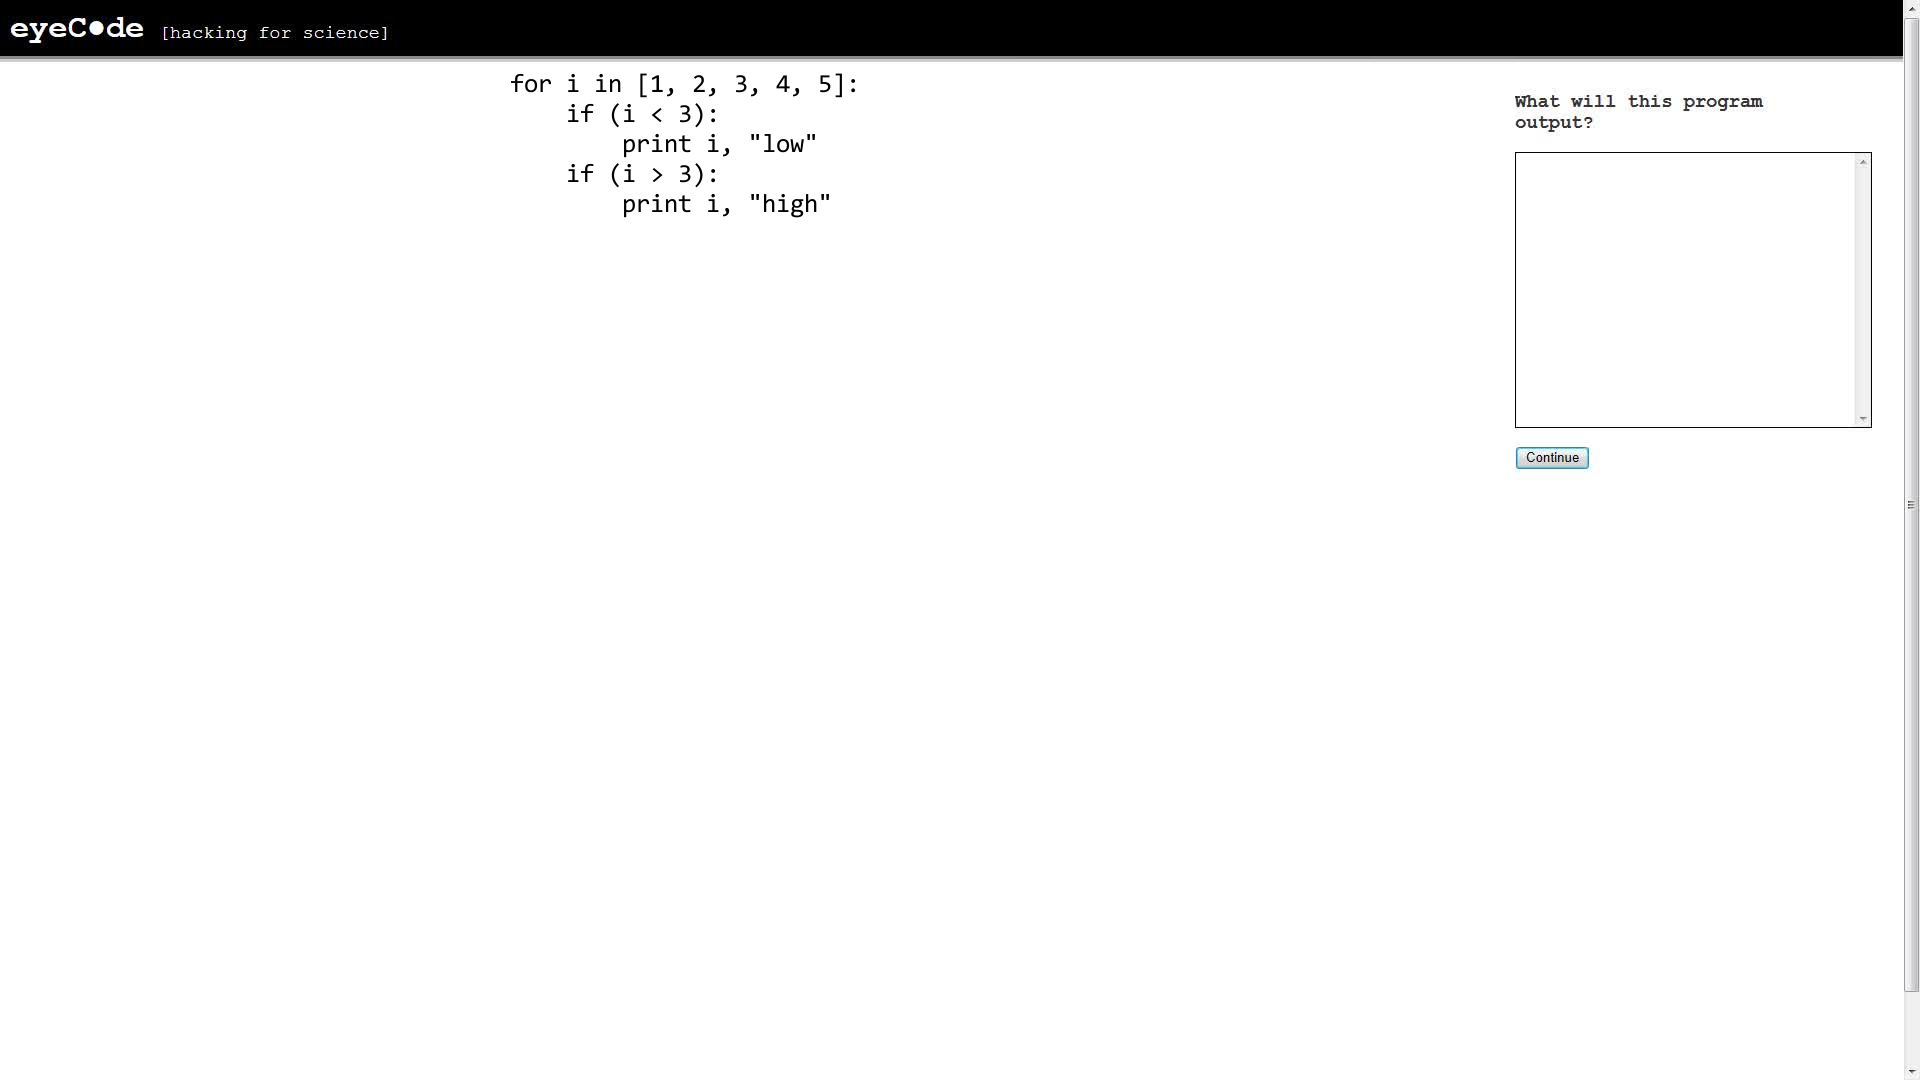 eyeC●de [hacking for science]
for i in [1, 2, 3, 4, 5]:
    if (i < 3):
        print i, "low"
    if (i > 3):
        print i, "high"
What will this program
output?
Continue